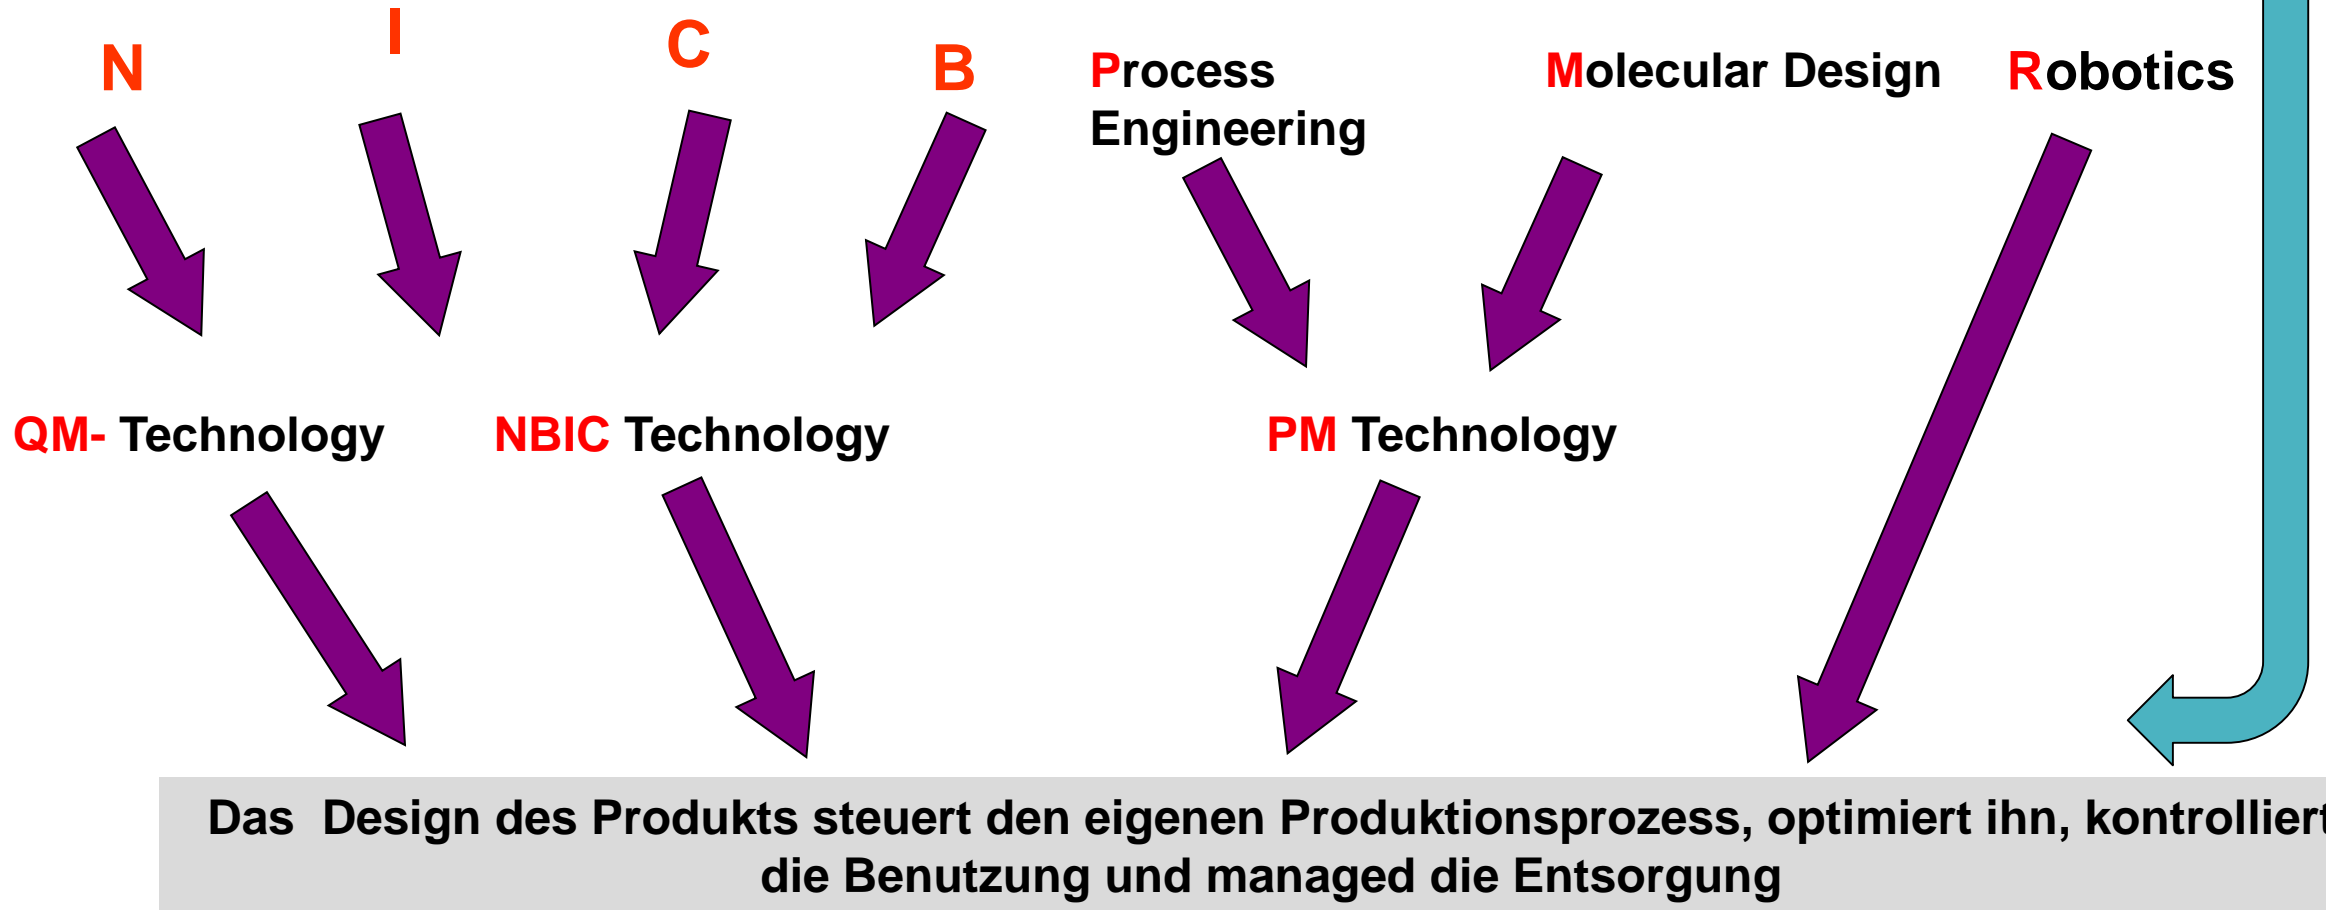 N
I
C
B
Process
Engineering
Molecular Design
Robotics
QM- Technology
NBIC Technology
PM Technology
Das Design des Produkts steuert den eigenen Produktionsprozess, optimiert ihn, kontrolliert
die Benutzung und managed die Entsorgung